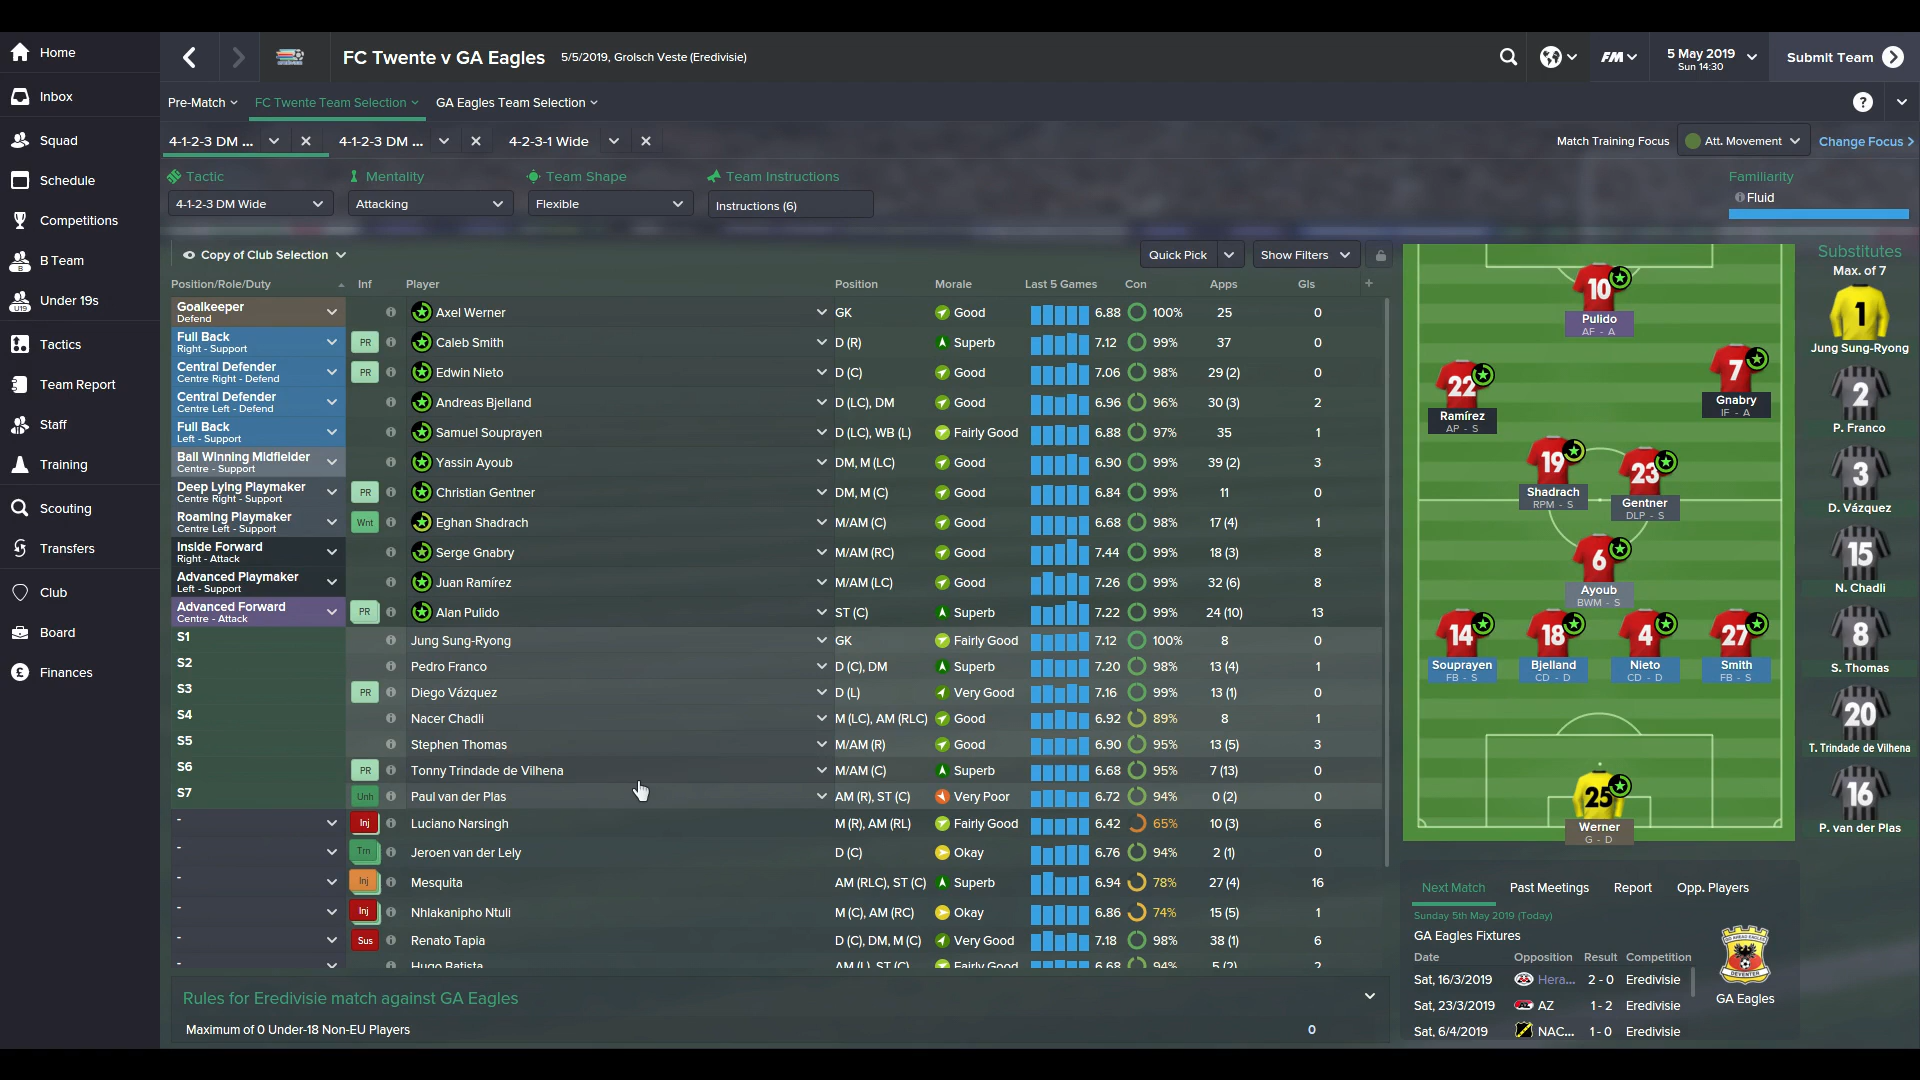 Home
Inbox
Squad
Schedule
Competitions
B Team
Under 19s
Tactics
Team Report
Staff
Training
Scouting
Transfers
Club
Board
Finances
FC Twente v GA Eagles 5/5/2019, Grolsch Veste (Eredivisie)
FM 5 May 2019
Sun 14:30
Submit Team
Pre-Match FC Twente Team Selection GA Eagles Team Selection
4-1-2-3 DM ... 4-1-2-3 DM ... 4-2-3-1 Wide
Match Training Focus Att. Movement Change Focus >
Tactic Mentality Team Shape Team Instructions Familiarity
4-1-2-3 DM Wide Attacking Flexible Instructions (6) Fluid
Copy of Club Selection Quick Pick Show Filters
Position/Role/Duty Inf Player Position Morale Last 5 Games Con Apps Gls +
Goalkeeper Defend Axel Werner GK Good 6.88 100% 25 0
Full Back Right - Support PR Caleb Smith D (R) Superb 7.12 99% 37 0
Central Defender Centre Right - Defend PR Edwin Nieto D (C) Good 7.06 98% 29 (2) 0
Central Defender Centre Left - Defend Andreas Bjelland D (LC), DM Good 6.96 96% 30 (3) 2
Full Back Left - Support Samuel Souprayen D (LC), WB (L) Fairly Good 6.88 97% 35 1
Ball Winning Midfielder Centre - Support Yassin Ayoub DM, M (LC) Good 6.90 99% 39 (2) 3
Deep Lying Playmaker Centre Right - Support PR Christian Gentner DM, M (C) Good 6.84 99% 11 0
Roaming Playmaker Centre Left - Support Wnt Eghan Shadrach M/AM (C) Good 6.68 98% 17 (4) 1
Inside Forward Right - Attack Serge Gnabry M/AM (RC) Good 7.44 99% 18 (3) 8
Advanced Playmaker Left - Support Juan Ramírez M/AM (LC) Good 7.26 99% 32 (6) 8
Advanced Forward Centre - Attack PR Alan Pulido ST (C) Superb 7.22 99% 24 (10) 13
S1 Jung Sung-Ryong GK Fairly Good 7.12 100% 8 0
S2 Pedro Franco D (C), DM Superb 7.20 98% 13 (4) 1
S3 PR Diego Vázquez D (L) Very Good 7.16 99% 13 (1) 0
S4 Nacer Chadli M (LC), AM (RLC) Good 6.92 89% 8 1
S5 Stephen Thomas M/AM (R) Good 6.90 95% 13 (5) 3
S6 PR Tonny Trindade de Vilhena M/AM (C) Superb 6.68 95% 7 (13) 0
S7 Unh Paul van der Plas AM (R), ST (C) Very Poor 6.72 94% 0 (2) 0
- Inj Luciano Narsingh M (R), AM (RL) Fairly Good 6.42 65% 10 (3) 6
- Trn Jeroen van der Lely D (C) Okay 6.76 94% 2 (1) 0
- Inj Mesquita AM (RLC), ST (C) Superb 6.94 78% 27 (4) 16
- Inj Nhlakanipho Ntuli M (C), AM (RC) Okay 6.86 74% 15 (5) 1
- Sus Renato Tapia D (C), DM, M (C) Very Good 7.18 98% 38 (1) 6
- Hugo Batista AM (L), ST (C) Fairly Good 6.68 94% 5 (2) 2
Rules for Eredivisie match against GA Eagles
Maximum of 0 Under-18 Non-EU Players 0
10 Pulido AF - A
22 Ramírez AP - S
7 Gnabry IF - A
19 Shadrach RPM - S
23 Gentner DLP - S
6 Ayoub BWM - S
14 Souprayen FB - S
18 Bjelland CD - D
4 Nieto CD - D
27 Smith FB - S
25 Werner G - D
Substitutes
Max. of 7
1 Jung Sung-Ryong
2 P. Franco
3 D. Vázquez
15 N. Chadli
8 S. Thomas
20 T. Trindade de Vilhena
16 P. van der Plas
Next Match Past Meetings Report Opp. Players
Sunday 5th May 2019 (Today)
GA Eagles Fixtures
Date Opposition Result Competition
Sat, 16/3/2019 Hera... 2 - 0 Eredivisie
Sat, 23/3/2019 AZ 1 - 2 Eredivisie
Sat, 6/4/2019 NAC... 1 - 0 Eredivisie
GA Eagles